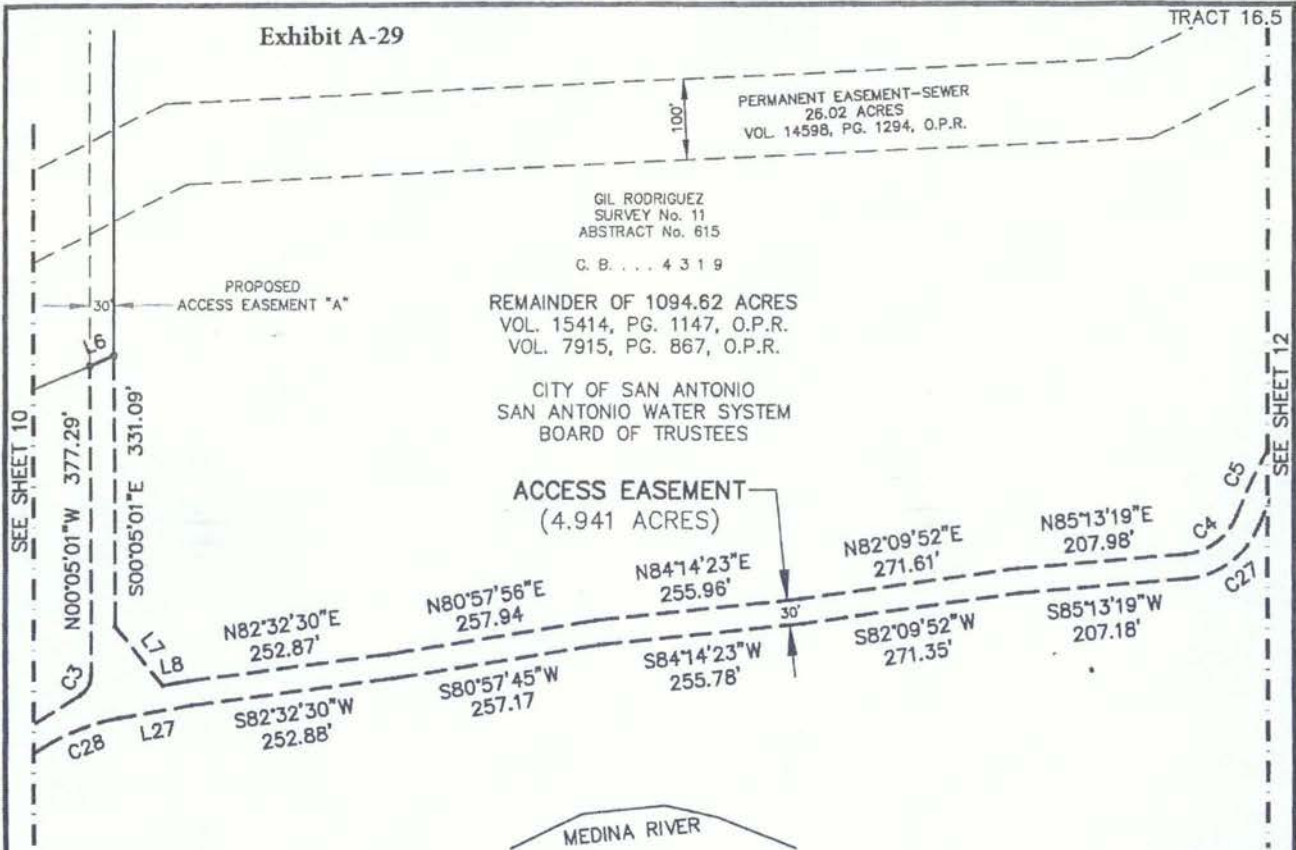 Exhibit A-29
TRACT 16.5
PERMANENT EASEMENT-SEWER
26.02 ACRES
VOL. 14598, PG. 1294, O.P.R.
100'
GIL RODRIGUEZ
SURVEY No. 11
ABSTRACT No. 615
C. B. . . . 4 3 1 9
PROPOSED
ACCESS EASEMENT "A"
30'
REMAINDER OF 1094.62 ACRES
VOL. 15414, PG. 1147, O.P.R.
VOL. 7915, PG. 867, O.P.R.
L6
SEE SHEET 12
CITY OF SAN ANTONIO
SAN ANTONIO WATER SYSTEM
BOARD OF TRUSTEES
SEE SHEET 10
N00°05'01"W 377.29'
S00°05'01"E 331.09'
ACCESS EASEMENT
(4.941 ACRES)
C5
C4
N85°13'19"E
207.98'
N82°09'52"E
271.61'
N84°14'23"E
255.96'
N80°57'56"E
257.94
N82°32'30"E
252.87'
L7
L8
30'
C27
S85°13'19"W
207.18'
S82°09'52"W
271.35'
S84°14'23"W
255.78'
S80°57'45"W
257.17
S82°32'30"W
252.88'
C3
L27
C28
MEDINA RIVER